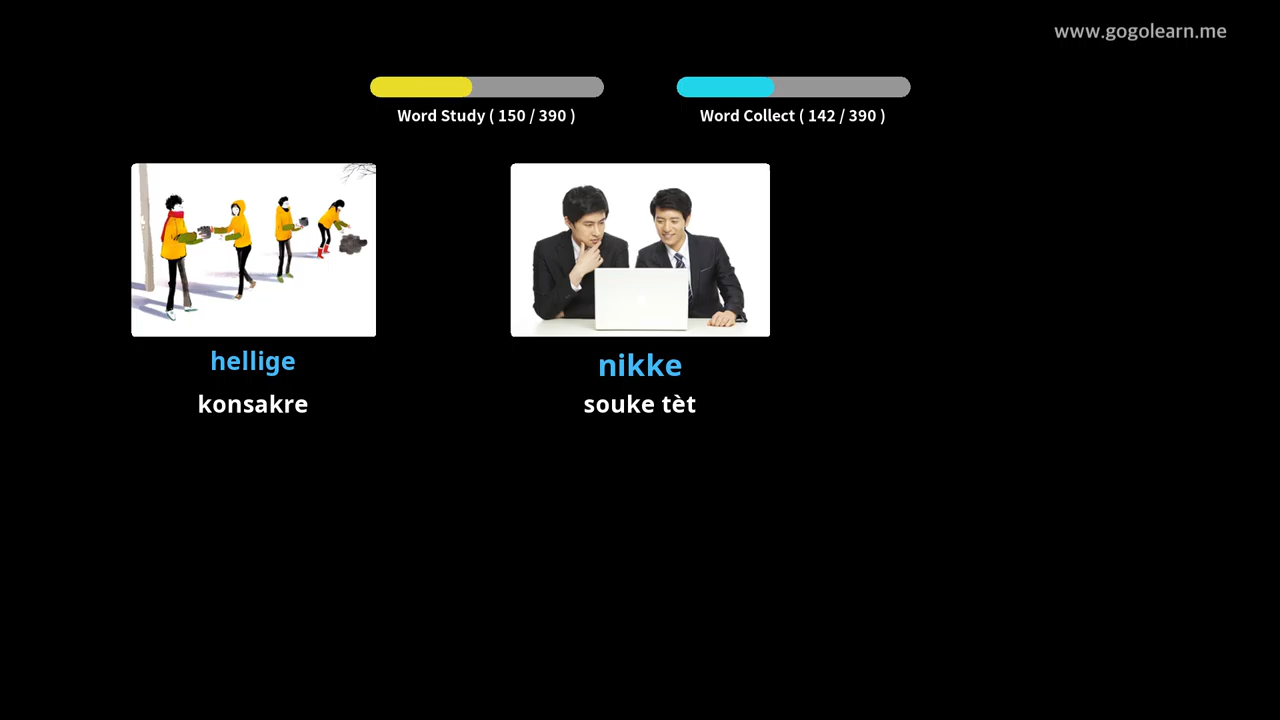 www.gogolearn.me
Word Study ( 150 / 390 )
Word Collect ( 142 / 390 )
hellige
konsakre
nikke
souke tèt